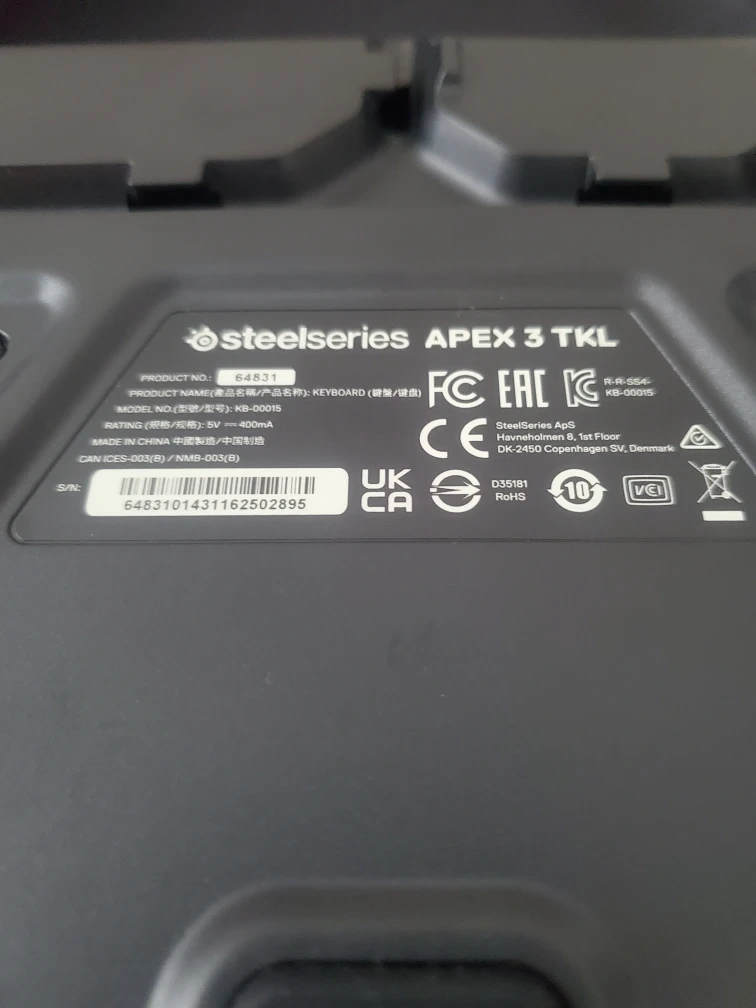 steelseries APEX 3 TKL
PRODUCT NO.: 64831
PRODUCT NAME(產品名稱/产品名称): KEYBOARD (鍵盤/键盘)
MODEL NO.(型號/型号): KB-00015
RATING (規格/规格): 5V ⎓ 400mA
MADE IN CHINA 中國製造/中国制造
CAN ICES-003(B) / NMB-003(B)
S/N:
6483101431162502895
FC EAC KC
R-R-SS4-
KB-00015
CE
SteelSeries ApS
Havneholmen 8, 1st Floor
DK-2450 Copenhagen SV, Denmark
UK
CA
D35181
RoHS
10
VCCI